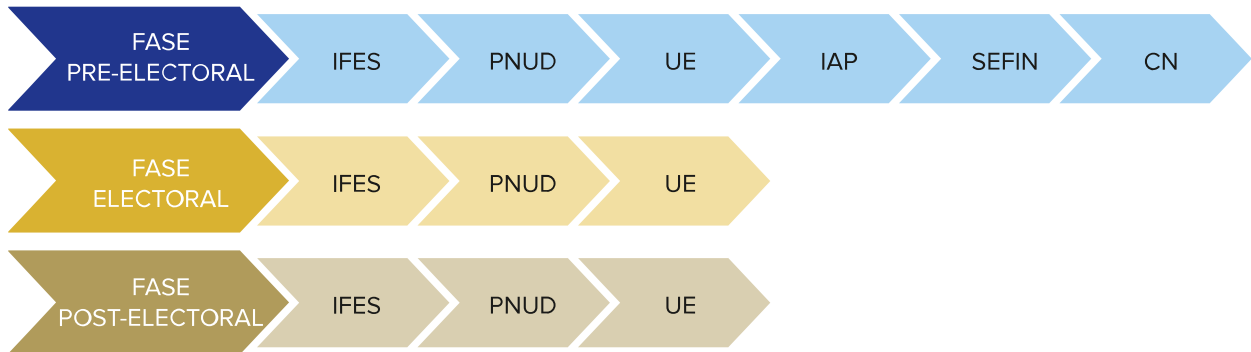 FASE
PRE-ELECTORAL
IFES
PNUD
UE
IAP
SEFIN
CN
FASE
ELECTORAL
IFES
PNUD
UE
FASE
POST-ELECTORAL
IFES
PNUD
UE